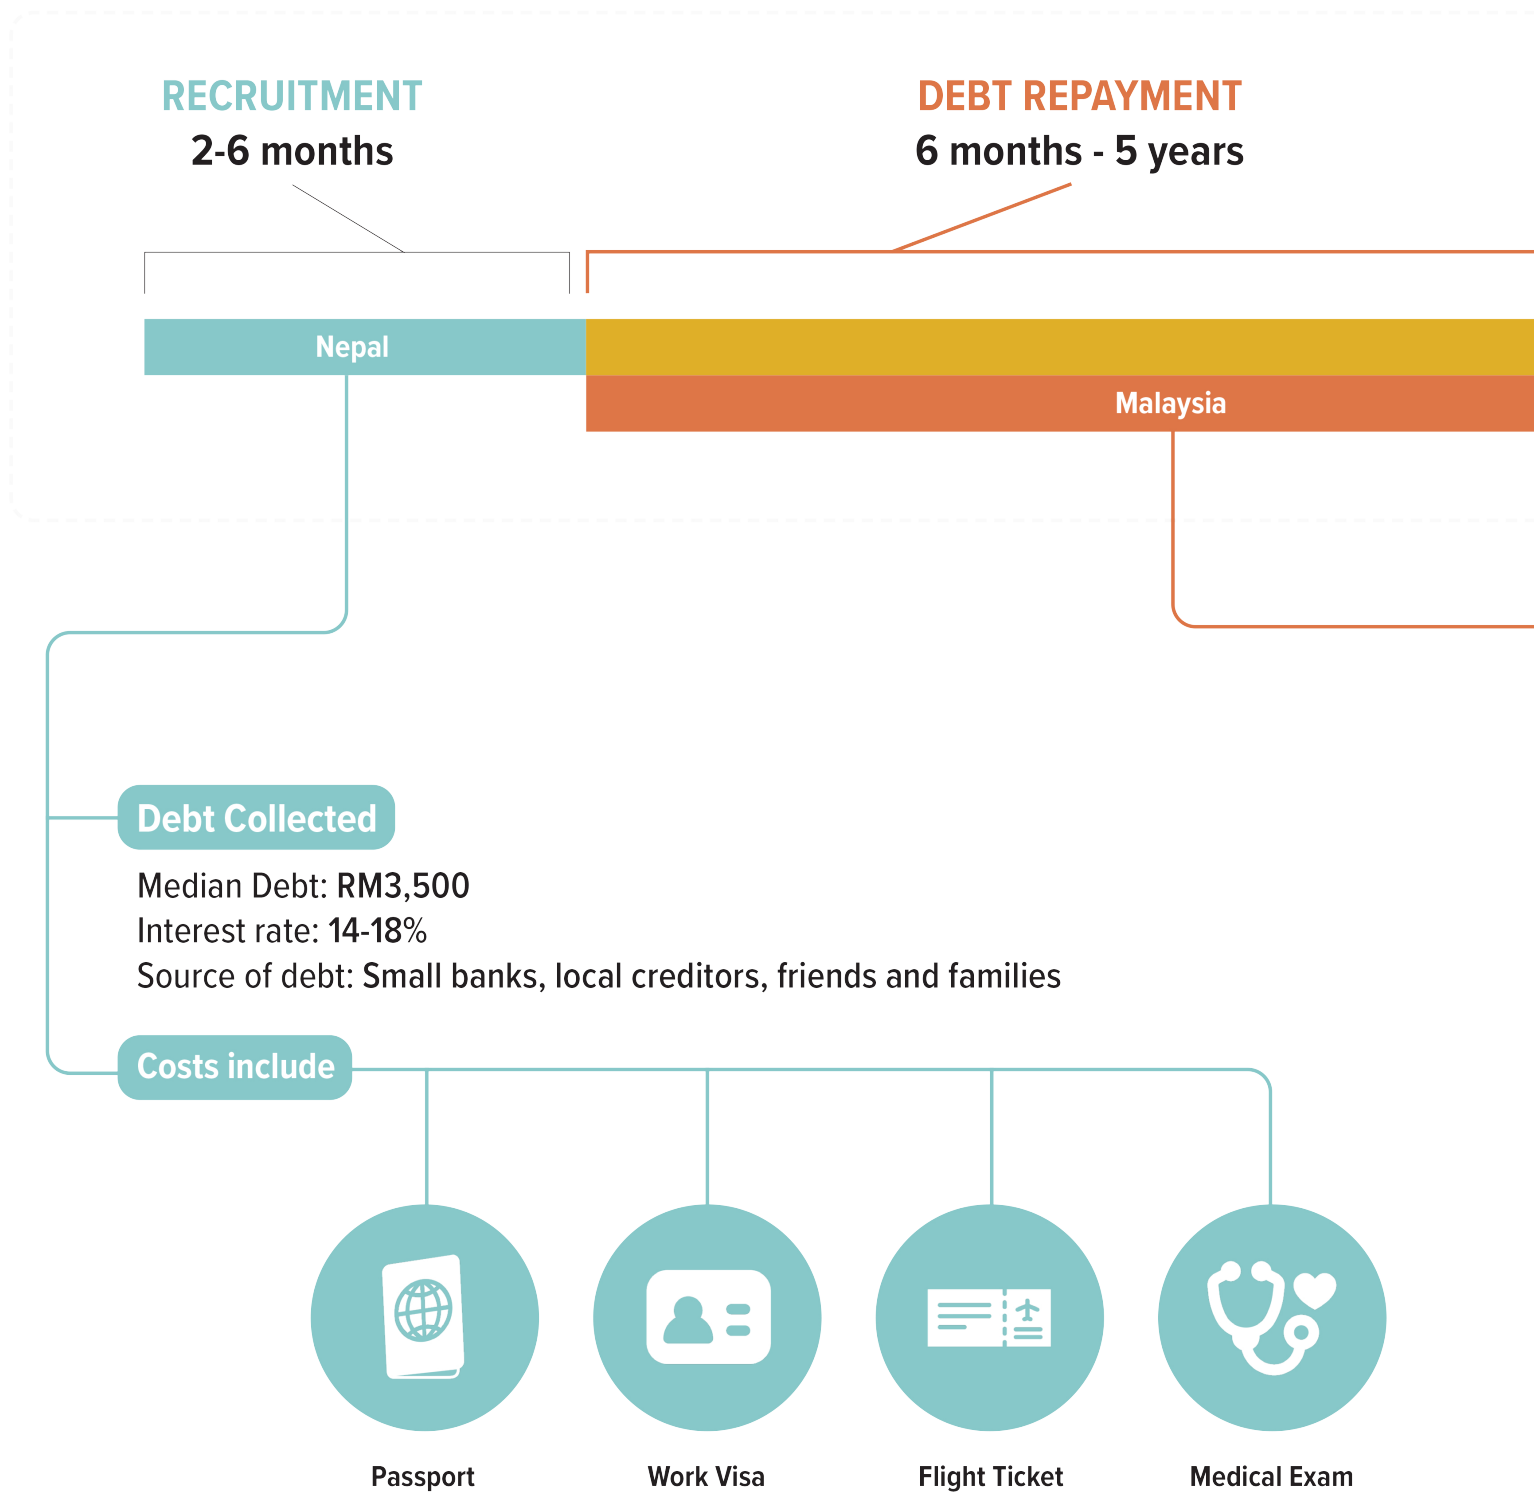 RECRUITMENT
2-6 months
DEBT REPAYMENT
6 months - 5 years
Nepal
Malaysia
Debt Collected
Median Debt: RM3,500
Interest rate: 14-18%
Source of debt: Small banks, local creditors, friends and families
Costs include
Passport
Work Visa
Flight Ticket
Medical Exam